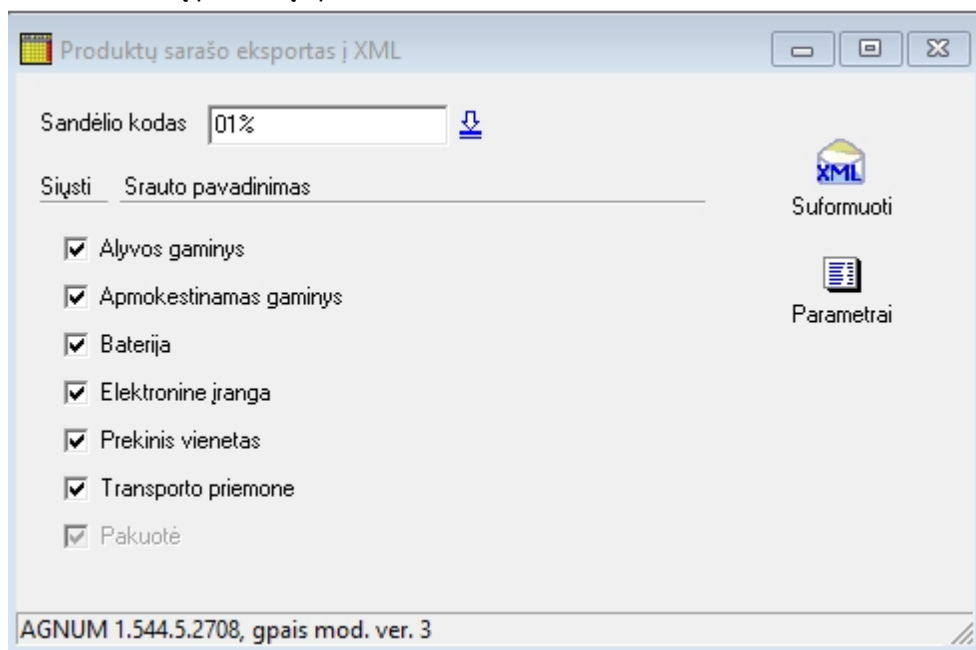 Produktų sarašo eksportas į XML
Sandėlio kodas 01%
Siųsti Srauto pavadinimas
XML
Suformuoti
Alyvos gaminys
Apmokestinamas gaminys
Parametrai
Baterija
Elektronine įranga
Prekinis vienetas
Transporto priemone
Pakuotė
AGNUM 1.544.5.2708, gpais mod. ver. 3